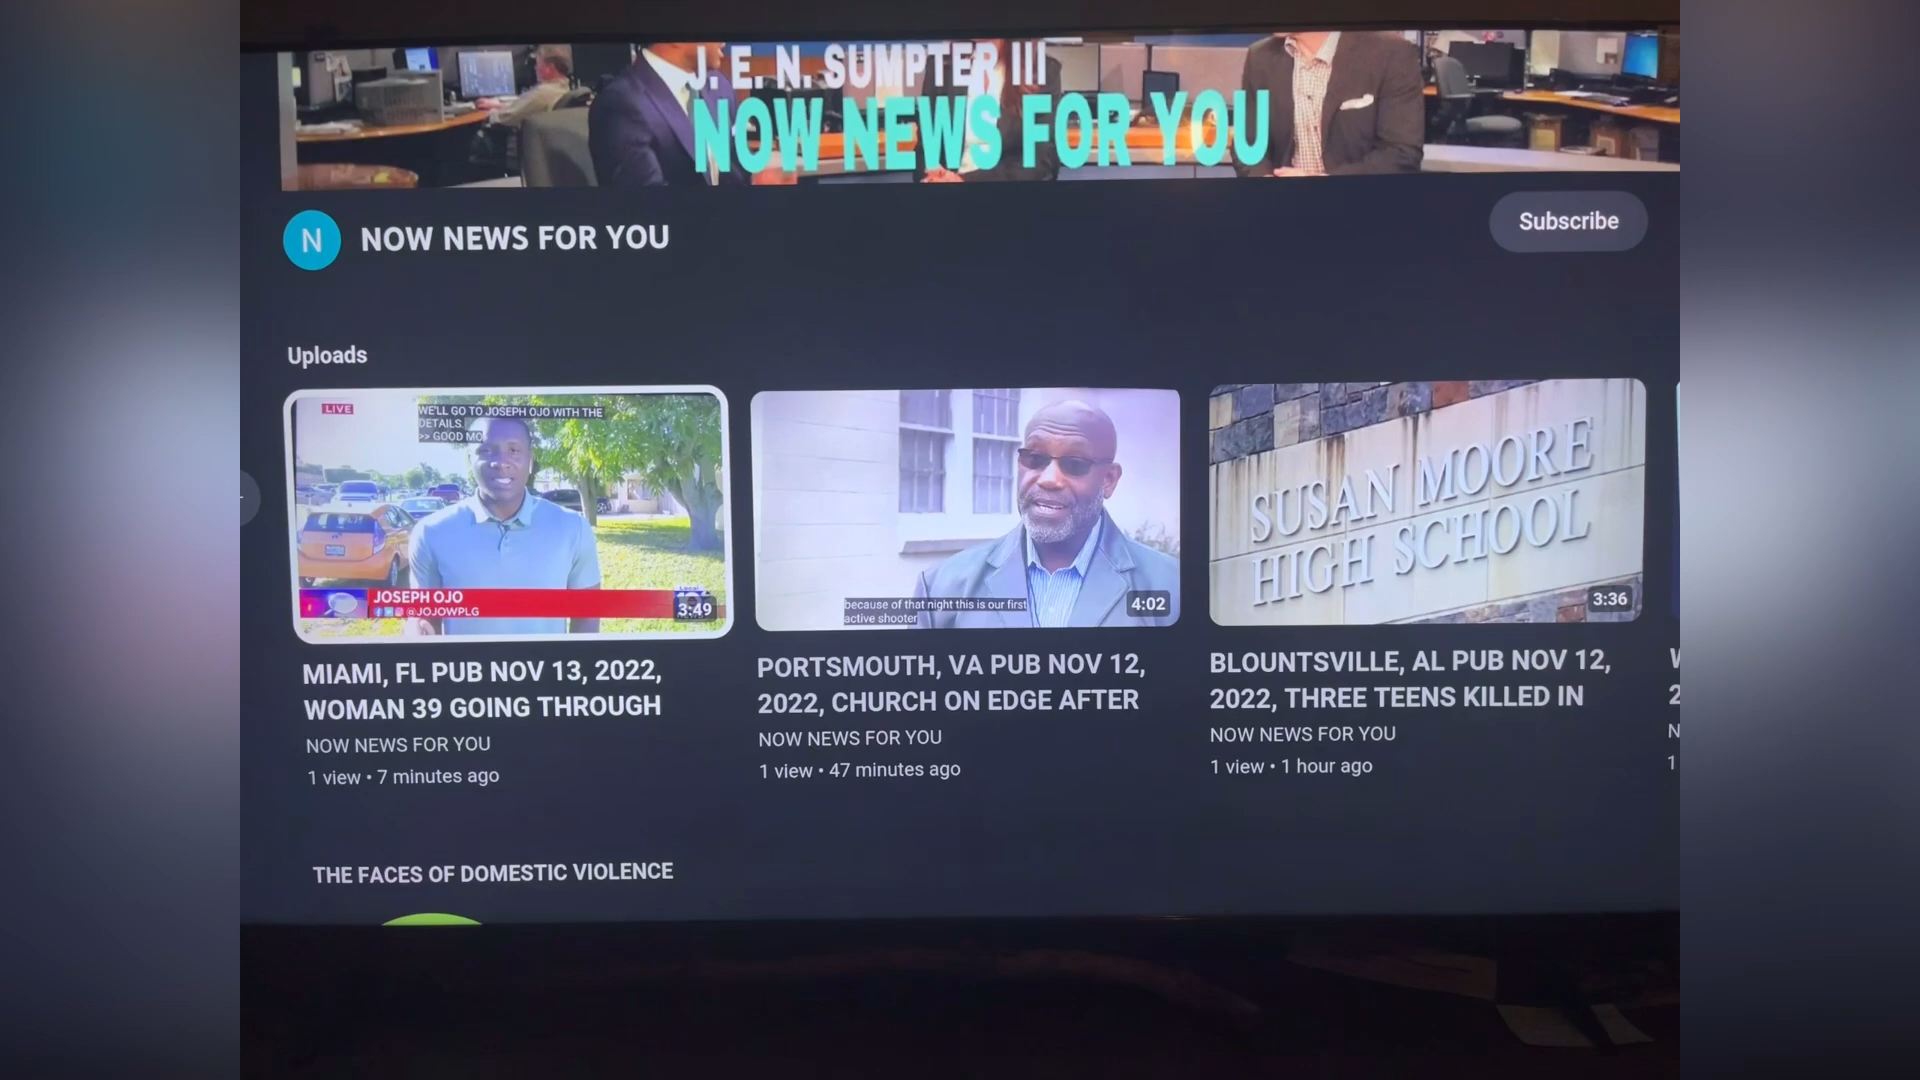 J. E. N. SUMPTER III
NOW NEWS FOR YOU
N
NOW NEWS FOR YOU
Subscribe
Uploads
LIVE
WE'LL GO TO JOSEPH OJO WITH THE
DETAILS.
>> GOOD MO
JOSEPH OJO
@JOJOWPLG
3:49
MIAMI, FL PUB NOV 13, 2022,
WOMAN 39 GOING THROUGH
NOW NEWS FOR YOU
1 view • 7 minutes ago
because of that night this is our first
active shooter
4:02
PORTSMOUTH, VA PUB NOV 12,
2022, CHURCH ON EDGE AFTER
NOW NEWS FOR YOU
1 view • 47 minutes ago
SUSAN MOORE
HIGH SCHOOL
3:36
BLOUNTSVILLE, AL PUB NOV 12,
2022, THREE TEENS KILLED IN
NOW NEWS FOR YOU
1 view • 1 hour ago
2
N
1
THE FACES OF DOMESTIC VIOLENCE